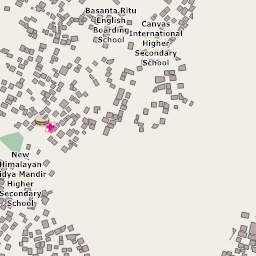 Basanta Ritu
English
Boarding
School
Canvas
International
Higher
Secondary
School
New
Himalayan
idya Mandir
Higher
Secondary
School